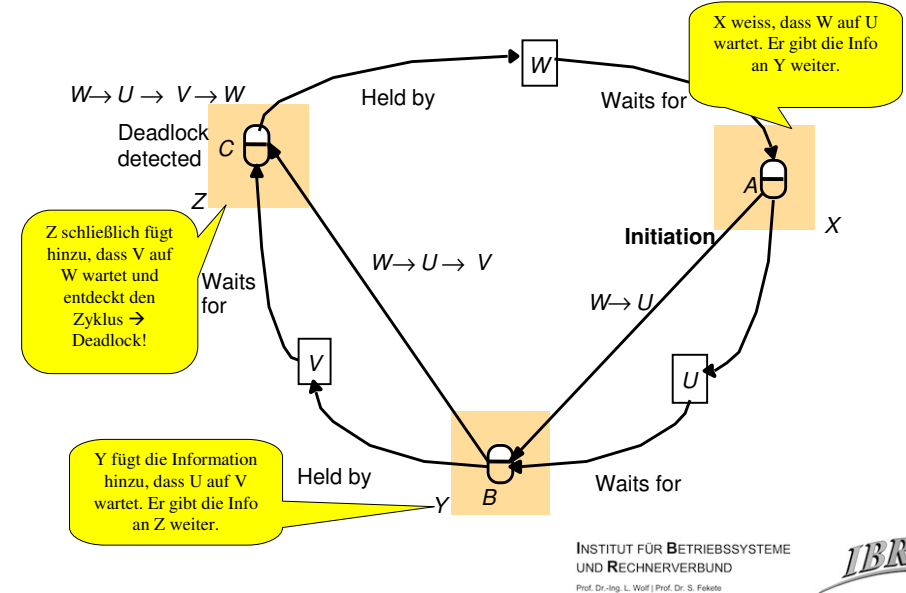 X weiss, dass W auf U
wartet. Er gibt die Info
an Y weiter.
W
W→ U → V → W
Held by
Waits for
Deadlock
detected
C
A
Z
X
Z schließlich fügt
hinzu, dass V auf
W wartet und
entdeckt den
Zyklus →
Deadlock!
Initiation
W→ U → V
Waits
for
W→ U
V
U
Y fügt die Information
hinzu, dass U auf V
wartet. Er gibt die Info
an Z weiter.
Held by
Waits for
Y
B
INSTITUT FÜR BETRIEBSSYSTEME
UND RECHNERVERBUND
Prof. Dr.-Ing. L. Wolf | Prof. Dr. S. Fekete
IBR